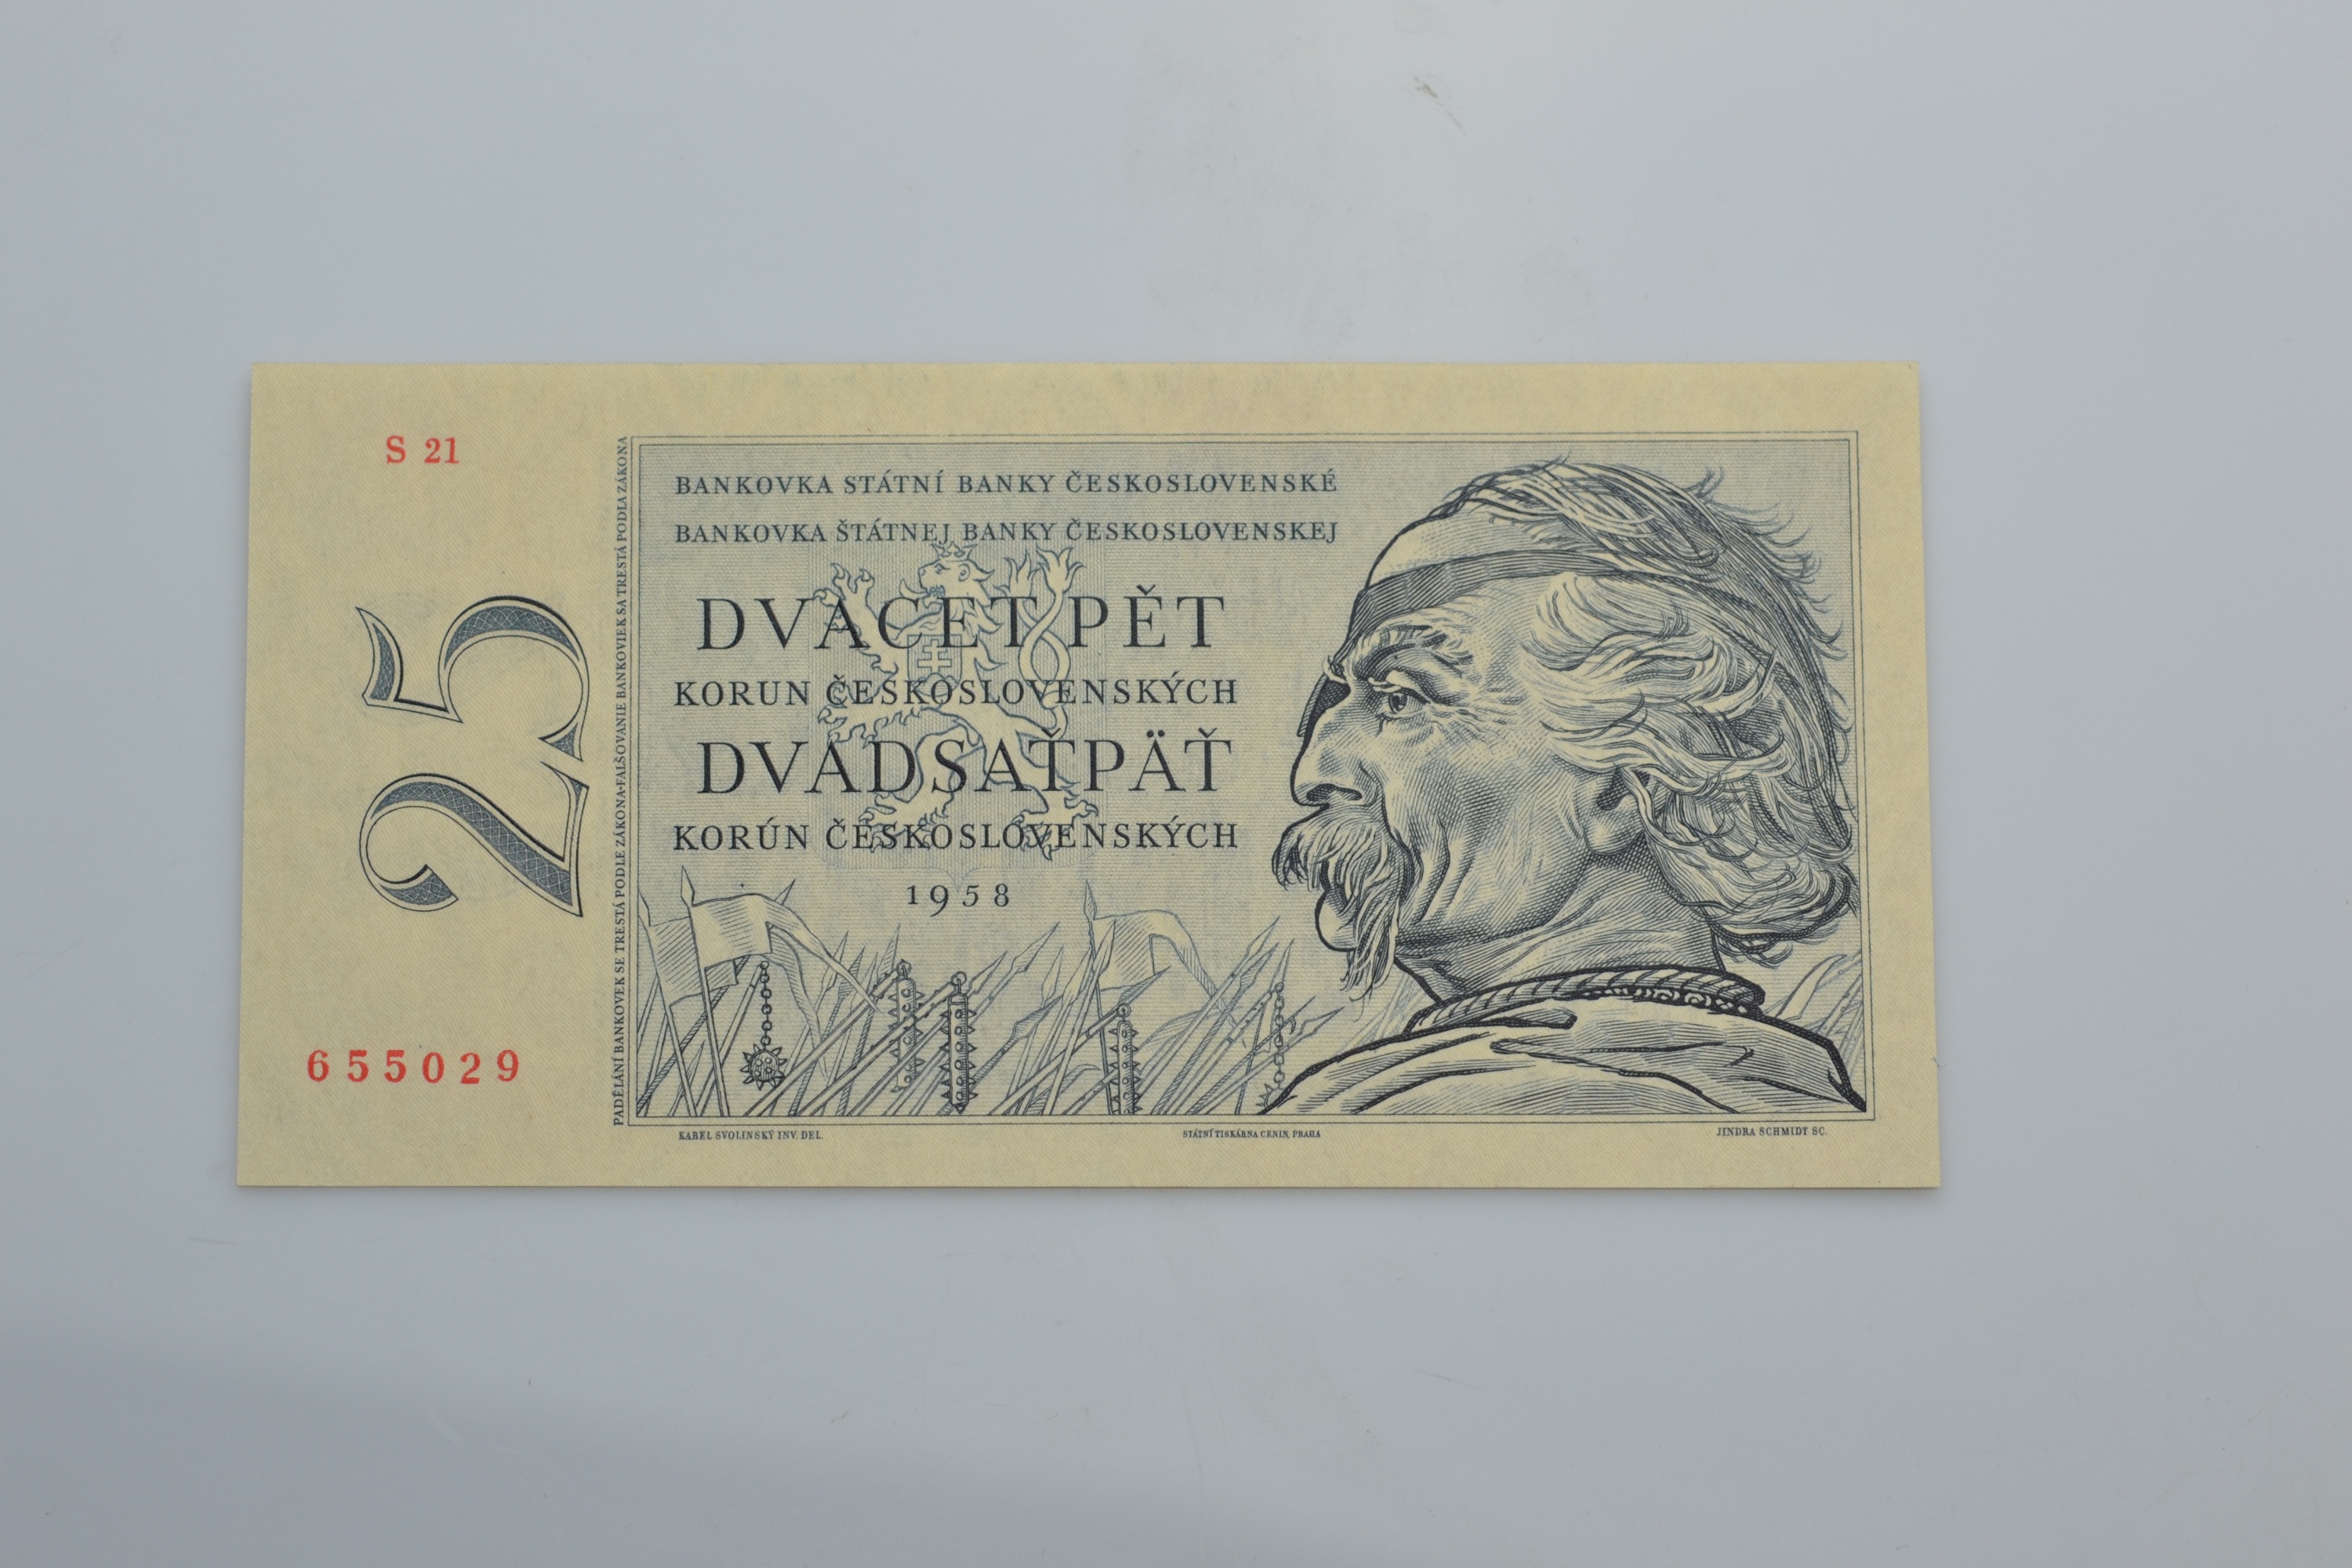 S 21
25
655029
PADĚLÁNÍ BANKOVEK SE TRESTÁ PODLE ZÁKONA-FALŠOVANIE BANKOVIEK SA TRESTÁ PODLA ZÁKONA
BANKOVKA STÁTNÍ BANKY ČESKOSLOVENSKÉ
BANKOVKA ŠTÁTNEJ BANKY ČESKOSLOVENSKEJ
DVACET PĚT
KORUN ČESKOSLOVENSKÝCH
DVADSAŤPÄŤ
KORÚN ČESKOSLOVENSKÝCH
1958
KAREL SVOLINSKÝ INV. DEL.
STÁTNÍ TISKÁRNA CENIN, PRAHA
JINDRA SCHMIDT SC.